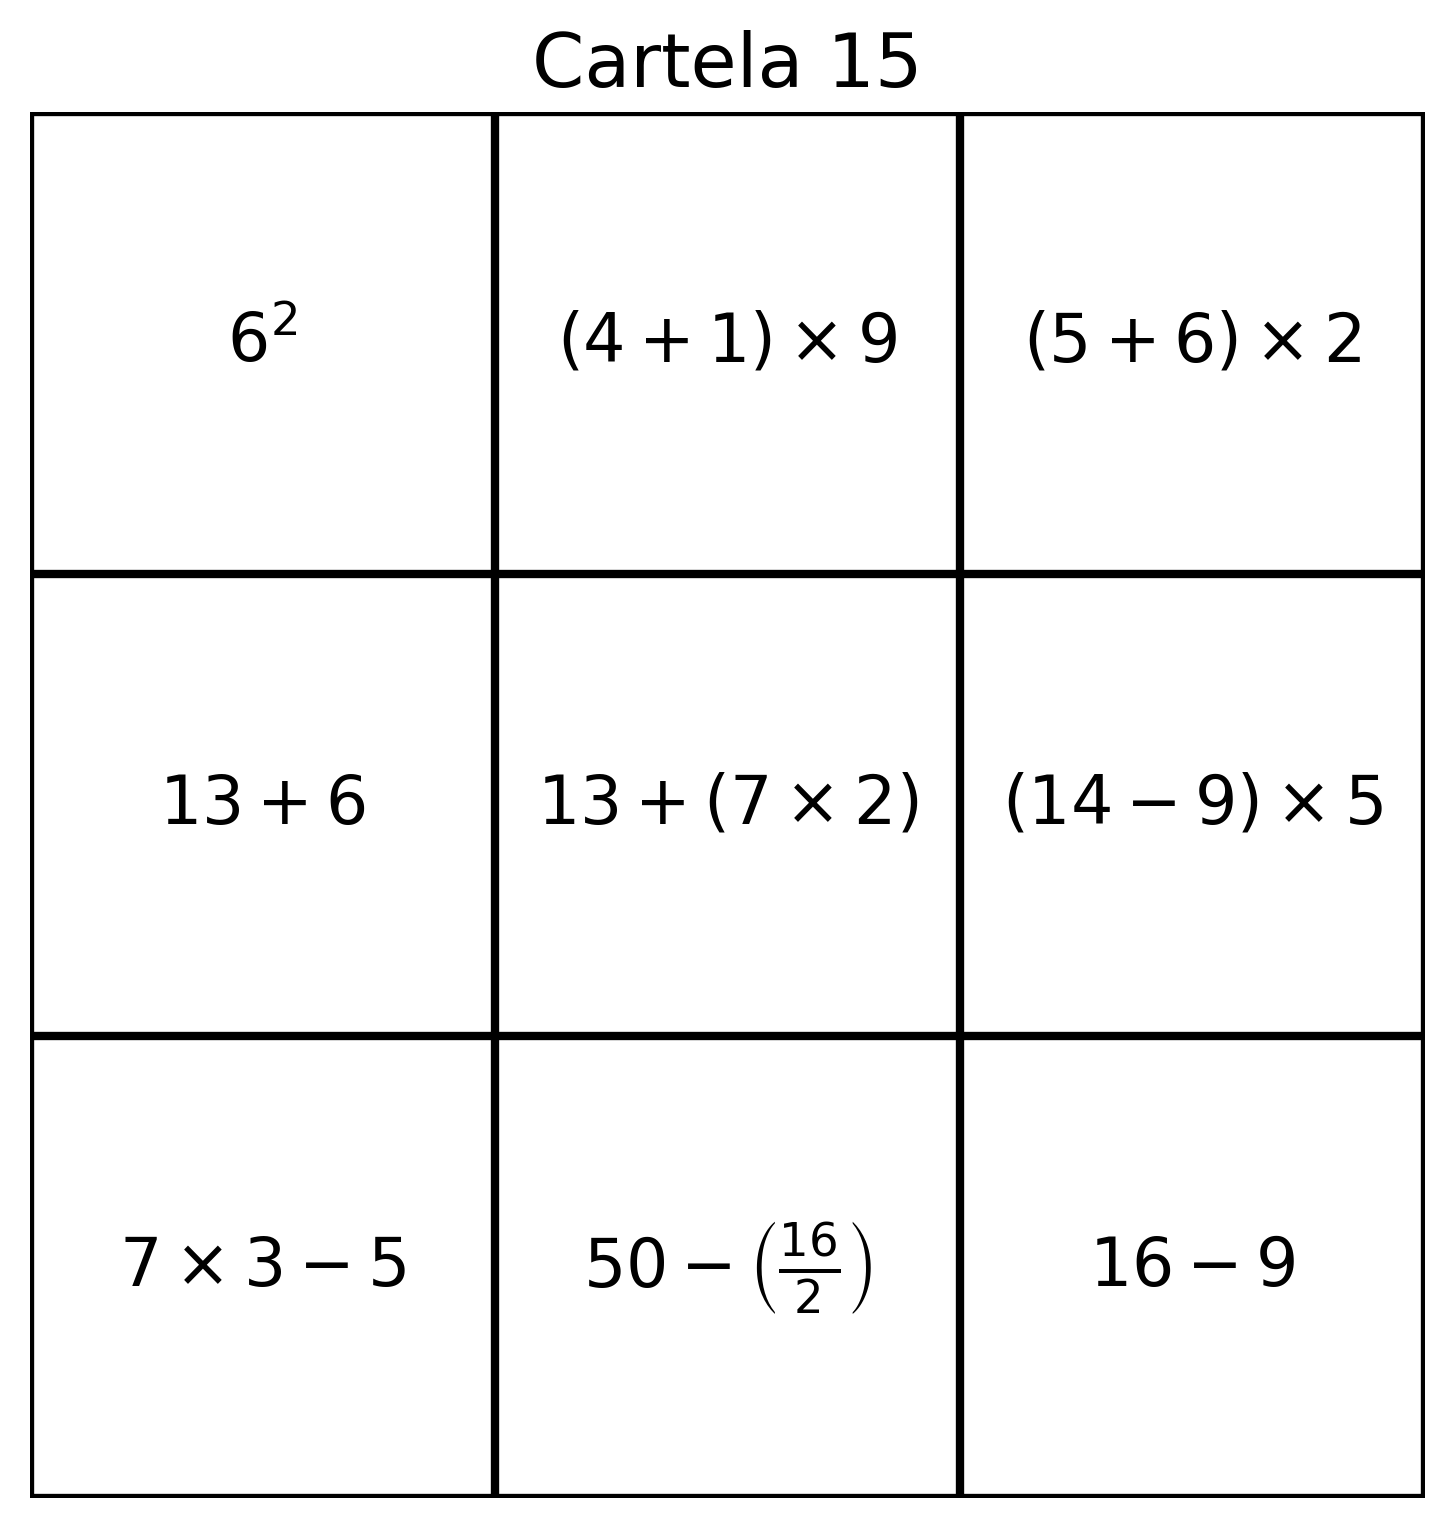 Cartela 15
6² (4 + 1) × 9 (5 + 6) × 2
13 + 6 13 + (7 × 2) (14 − 9) × 5
7 × 3 − 5 50 − (16/2) 16 − 9